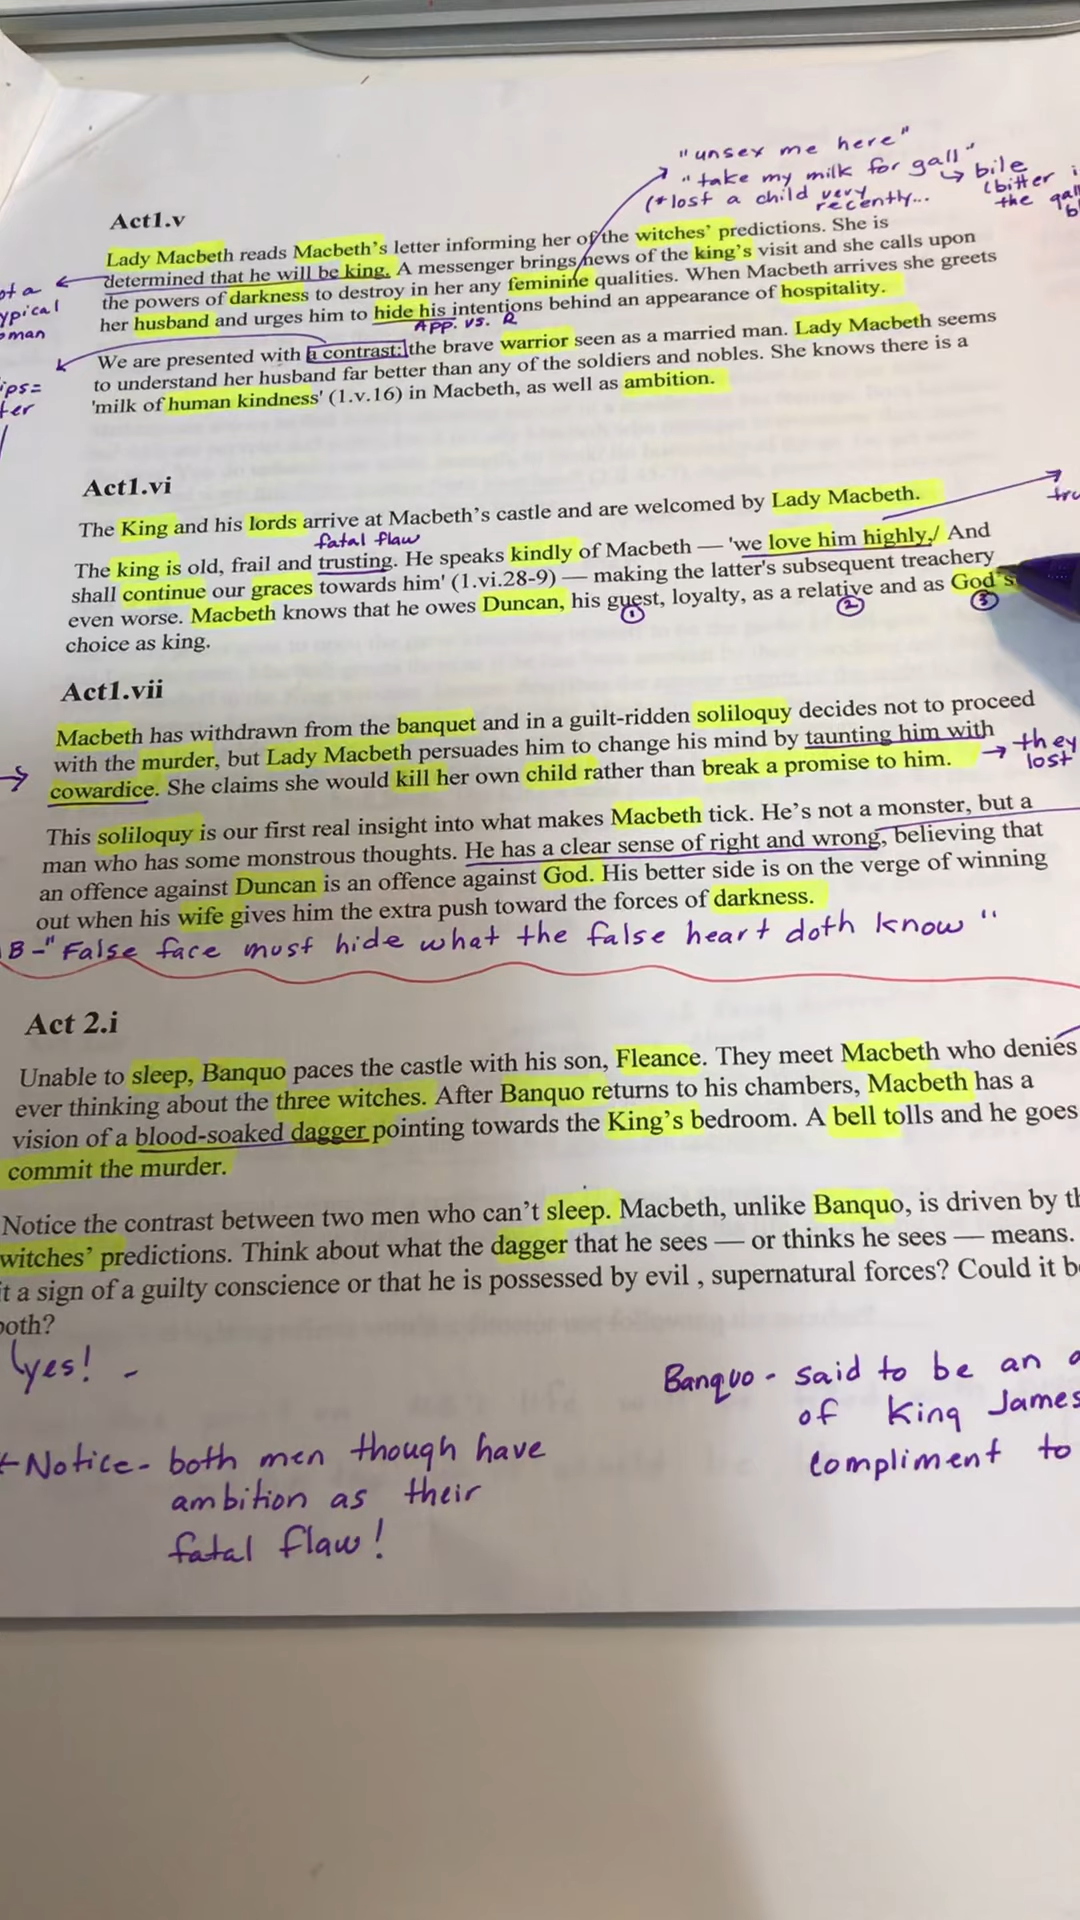 "unsex me here"
"take my milk for gall"
bile
(bitter
(*lost a child very recently...
the
Act1.v
Lady Macbeth reads Macbeth's letter informing her of the witches' predictions. She is
determined that he will be king. A messenger brings news of the king's visit and she calls upon
the powers of darkness to destroy in her any feminine qualities. When Macbeth arrives she greets
her husband and urges him to hide his intentions behind an appearance of hospitality.
APP. vs. R
We are presented with a contrast: the brave warrior seen as a married man. Lady Macbeth seems
to understand her husband far better than any of the soldiers and nobles. She knows there is a
'milk of human kindness' (1.v.16) in Macbeth, as well as ambition.
Act1.vi
The King and his lords arrive at Macbeth's castle and are welcomed by Lady Macbeth.
fatal flaw
The king is old, frail and trusting. He speaks kindly of Macbeth — 'we love him highly,/ And
shall continue our graces towards him' (1.vi.28-9) — making the latter's subsequent treachery
even worse. Macbeth knows that he owes Duncan, his guest, loyalty, as a relative and as God's
1 2 3
choice as king.
Act1.vii
Macbeth has withdrawn from the banquet and in a guilt-ridden soliloquy decides not to proceed
with the murder, but Lady Macbeth persuades him to change his mind by taunting him with
cowardice. She claims she would kill her own child rather than break a promise to him.
they
lost
This soliloquy is our first real insight into what makes Macbeth tick. He's not a monster, but a
man who has some monstrous thoughts. He has a clear sense of right and wrong, believing that
an offence against Duncan is an offence against God. His better side is on the verge of winning
out when his wife gives him the extra push toward the forces of darkness.
B-"False face must hide what the false heart doth know"
Act 2.i
Unable to sleep, Banquo paces the castle with his son, Fleance. They meet Macbeth who denies
ever thinking about the three witches. After Banquo returns to his chambers, Macbeth has a
vision of a blood-soaked dagger pointing towards the King's bedroom. A bell tolls and he goes
commit the murder.
Notice the contrast between two men who can't sleep. Macbeth, unlike Banquo, is driven by
witches' predictions. Think about what the dagger that he sees — or thinks he sees — means.
a sign of a guilty conscience or that he is possessed by evil , supernatural forces? Could it
both?
yes! -
Banquo - said to be an
of King James
compliment to
Notice- both men though have
ambition as their
fatal flaw!